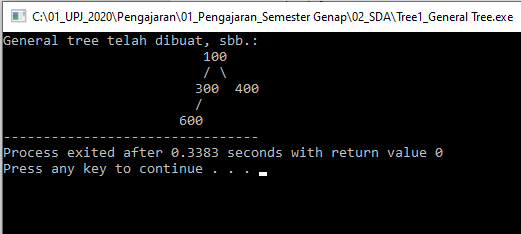 C:\01_UPJ_2020\Pengajaran\01_Pengajaran_Semester Genap\02_SDA\Tree1_General Tree.exe
General tree telah dibuat, sbb.:
100
/ \
300  400
/
600
--------------------------------
Process exited after 0.3383 seconds with return value 0
Press any key to continue . . .